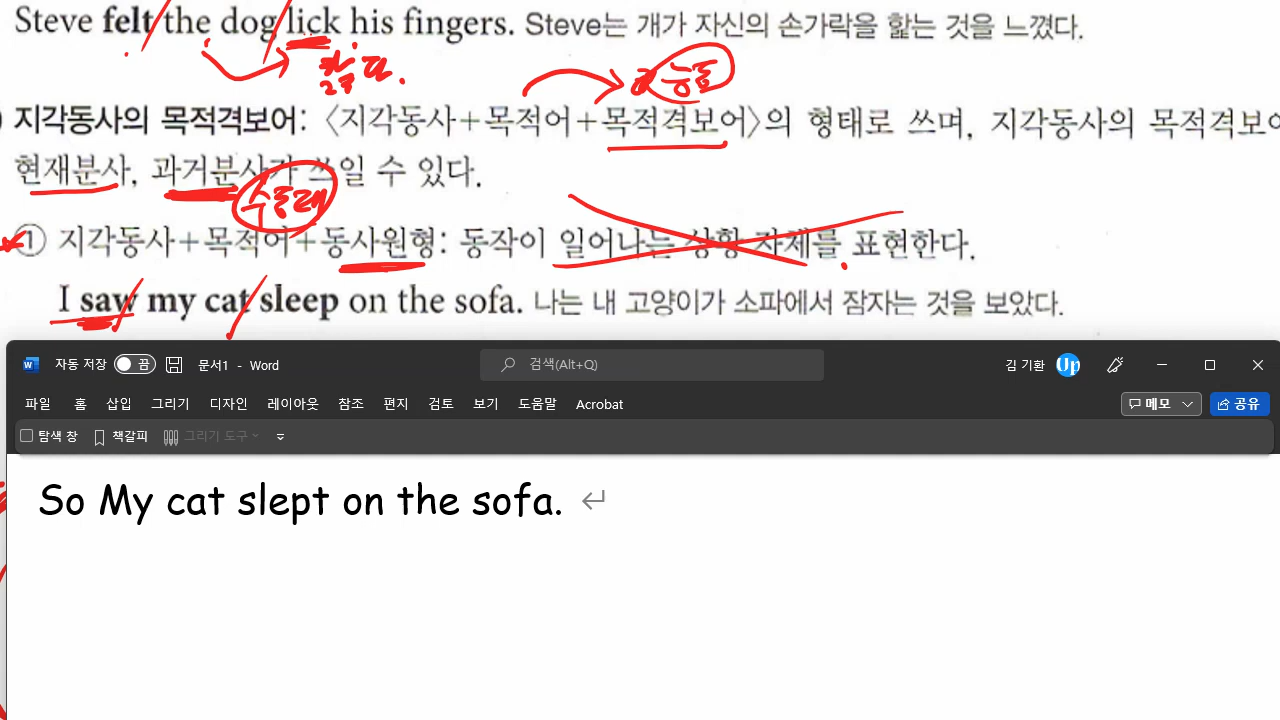 Steve felt the dog lick his fingers. Steve는 개가 자신의 손가락을 핥는 것을 느꼈다.
핥다.
능동
지각동사의 목적격보어: 〈지각동사+목적어+목적격보어〉의 형태로 쓰며, 지각동사의 목적격보어
현재분사, 과거분사가 쓰일 수 있다.
수동태
① 지각동사+목적어+동사원형: 동작이 일어나는 상황 자체를 표현한다.
I saw my cat sleep on the sofa. 나는 내 고양이가 소파에서 잠자는 것을 보았다.
자동 저장 끔 문서1 - Word 검색(Alt+Q) 김 기환 Up
파일 홈 삽입 그리기 디자인 레이아웃 참조 편지 검토 보기 도움말 Acrobat 메모 공유
탐색 창 책갈피 그리기 도구
So My cat slept on the sofa.